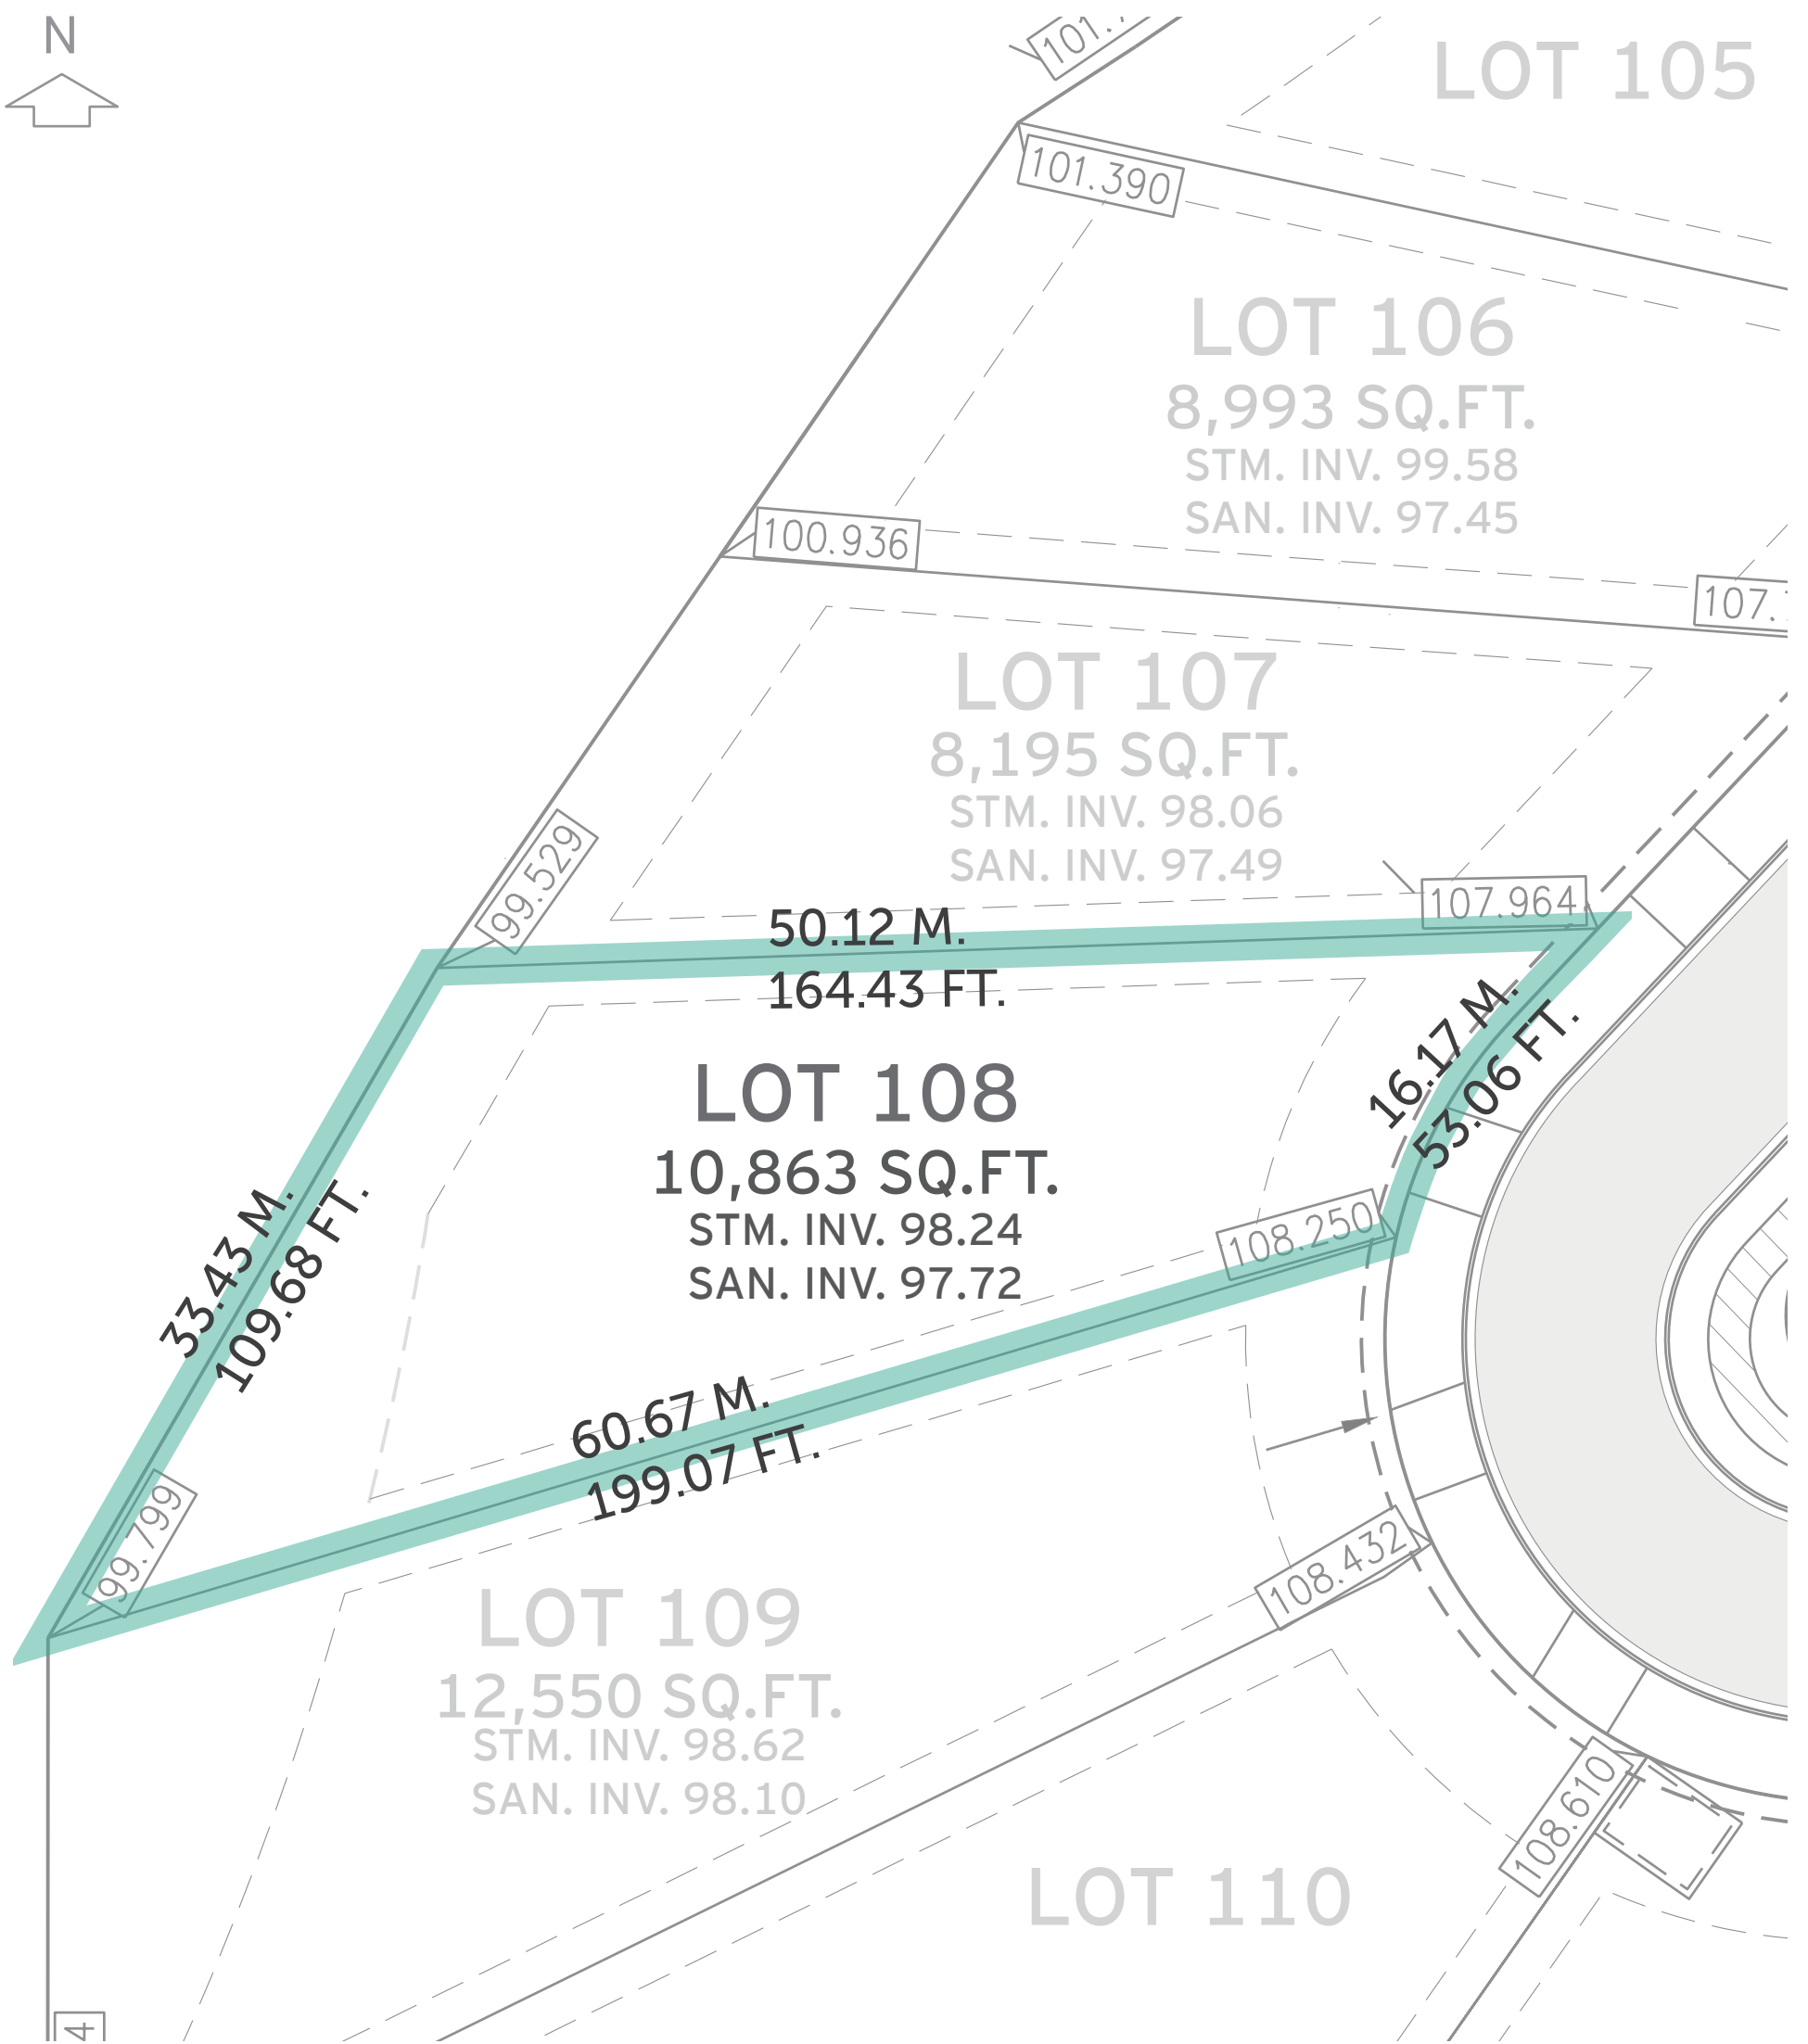 N
LOT 105
101.390
LOT 106
8,993 SQ.FT.
STM. INV. 99.58
SAN. INV. 97.45
100.936
LOT 107
8,195 SQ.FT.
STM. INV. 98.06
SAN. INV. 97.49
99.529
107.964
50.12 M.
164.43 FT.
16.17 M.
53.06 FT.
LOT 108
10,863 SQ.FT.
STM. INV. 98.24
SAN. INV. 97.72
108.250
33.43 M.
109.68 FT.
60.67 M.
199.07 FT.
99.799
108.432
LOT 109
12,550 SQ.FT.
STM. INV. 98.62
SAN. INV. 98.10
108.610
LOT 110
4